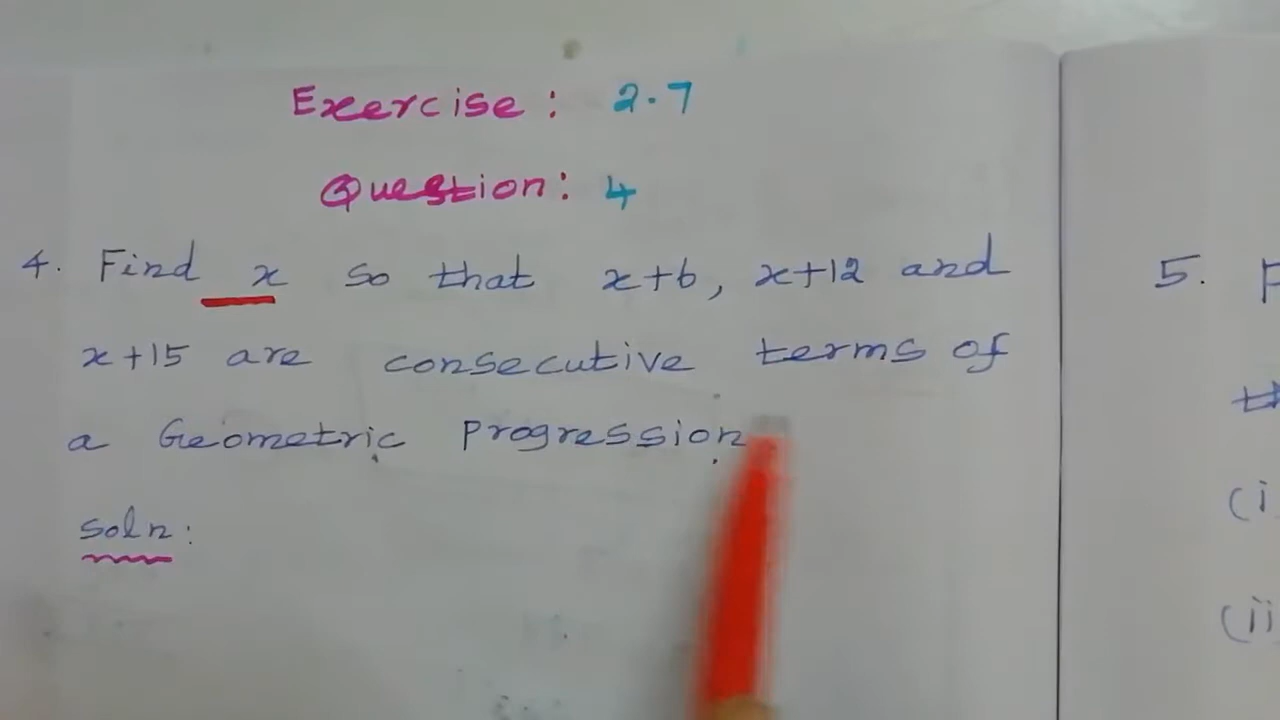 Exercise: 2.7
Question: 4
4. Find x so that x+6, x+12 and
x+15 are consecutive terms of
a Geometric Progression.
Soln:
5.
(i
(ii